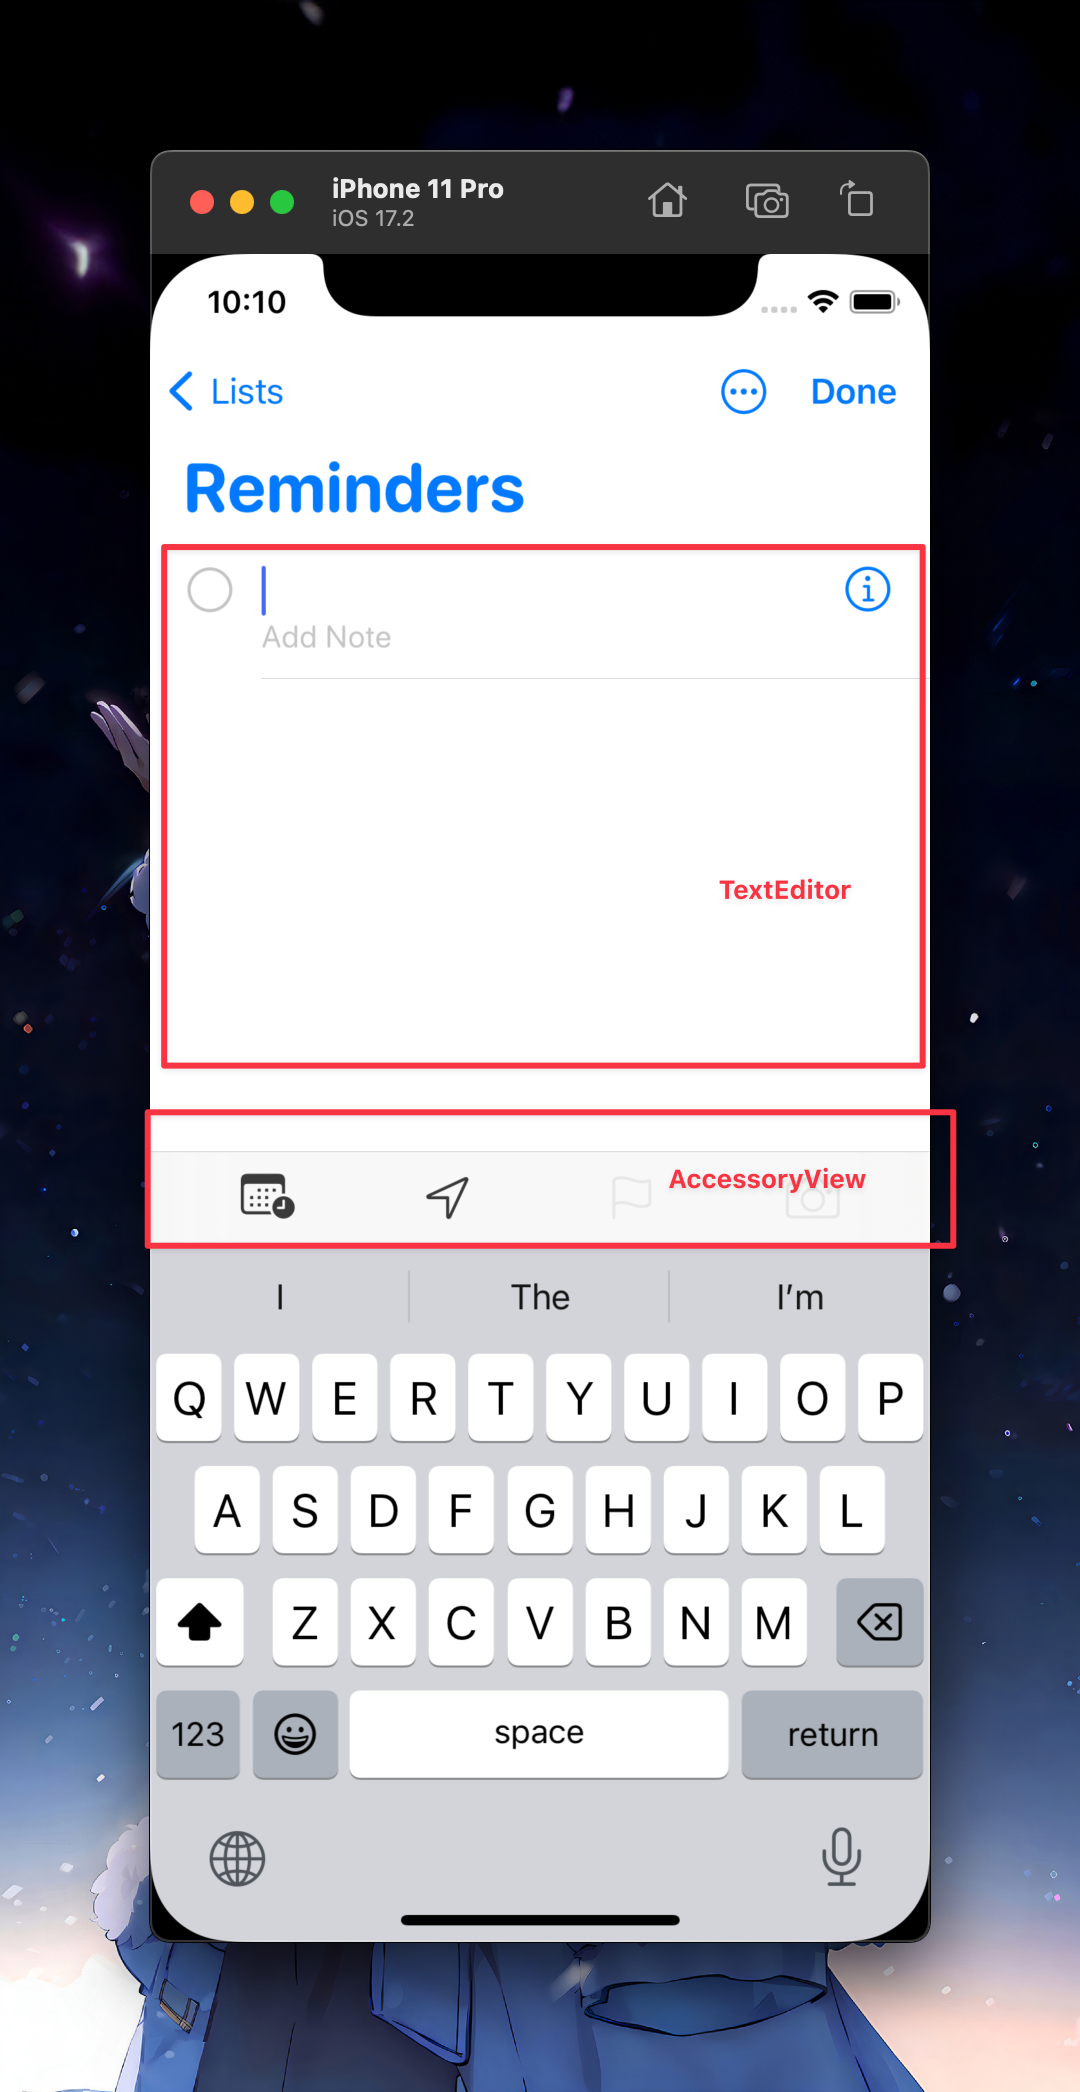 iPhone 11 Pro
iOS 17.2
10:10
Lists
Done
Reminders
Add Note
TextEditor
AccessoryView
I
The
I’m
Q W E R T Y U I O P
A S D F G H J K L
Z X C V B N M
123
space
return